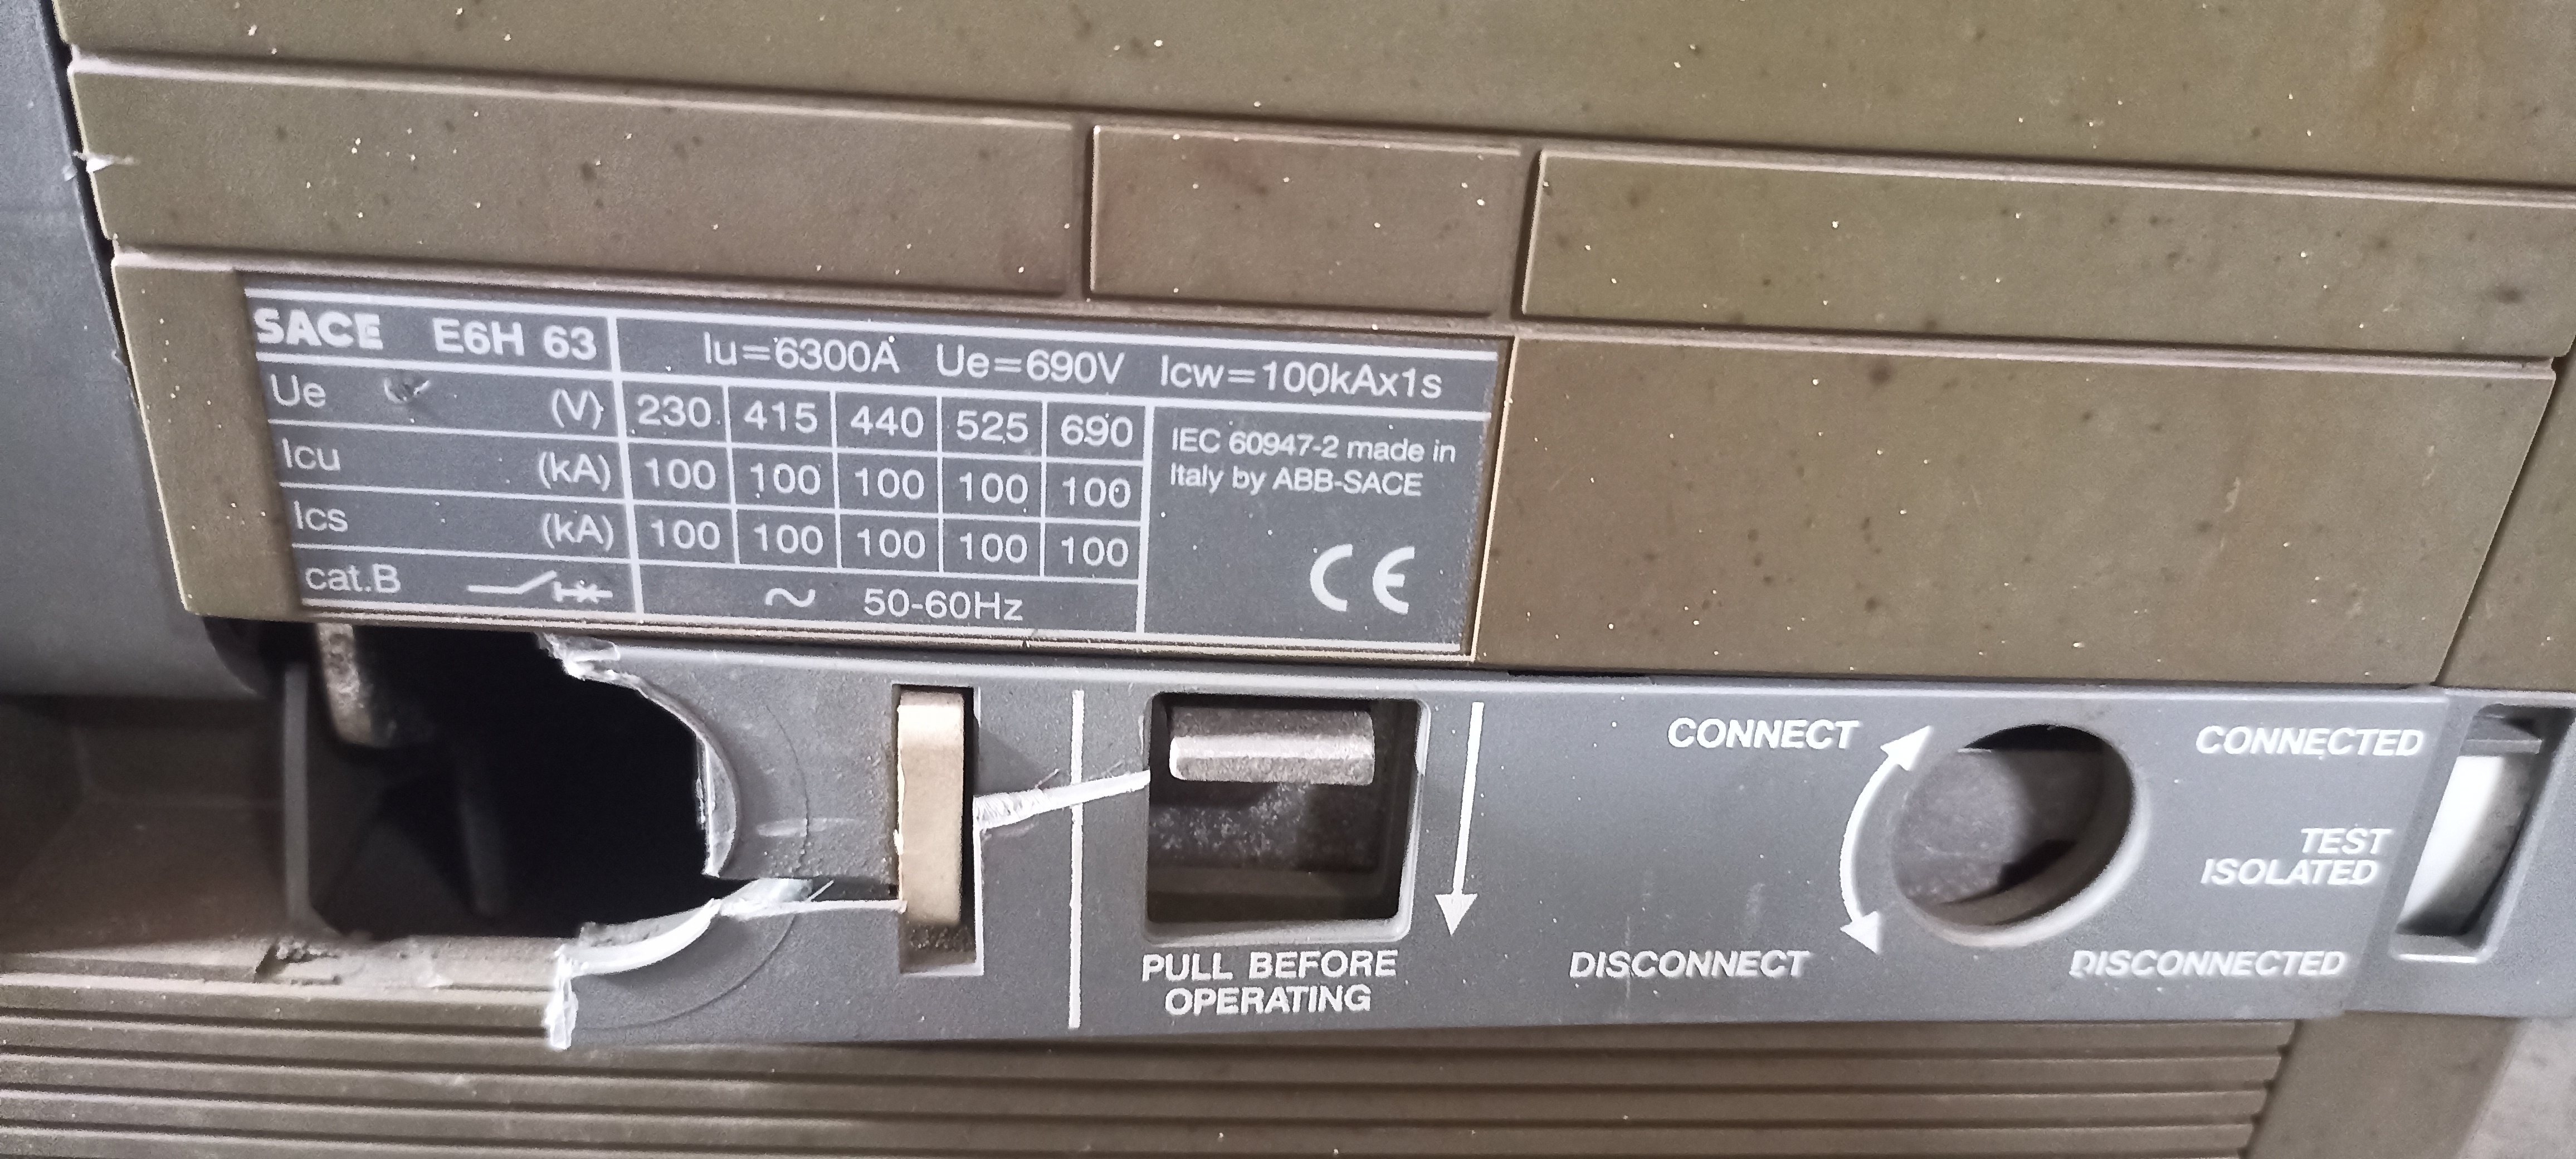 SACE E6H 63
Iu=6300A Ue=690V Icw=100kAx1s
Ue (V) 230 415 440 525 690
Icu (kA) 100 100 100 100 100
Ics (kA) 100 100 100 100 100
cat.B ~ 50-60Hz
IEC 60947-2 made in
Italy by ABB-SACE
CE
PULL BEFORE
OPERATING
CONNECT
DISCONNECT
CONNECTED
TEST
ISOLATED
DISCONNECTED